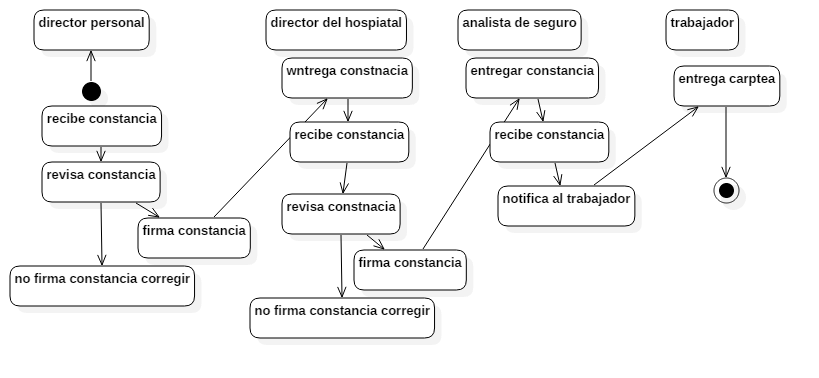 director personal
director del hospiatal
analista de seguro
trabajador
wntrega constnacia
entregar constancia
entrega carptea
recibe constancia
recibe constancia
recibe constancia
revisa constancia
revisa constnacia
notifica al trabajador
firma constancia
firma constancia
no firma constancia corregir
no firma constancia corregir